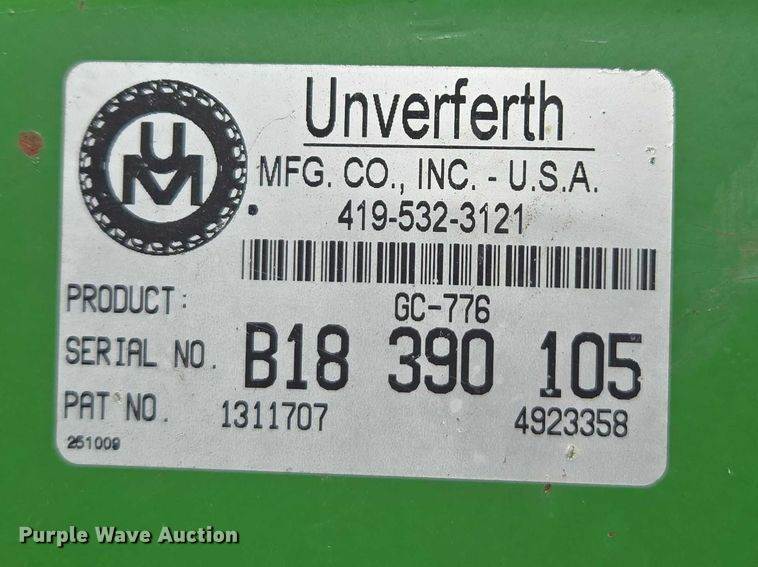 UM
Unverferth
MFG. CO., INC. - U.S.A.
419-532-3121
PRODUCT: GC-776
SERIAL NO. B18 390 105
PAT NO. 1311707 4923358
251009
Purple Wave Auction